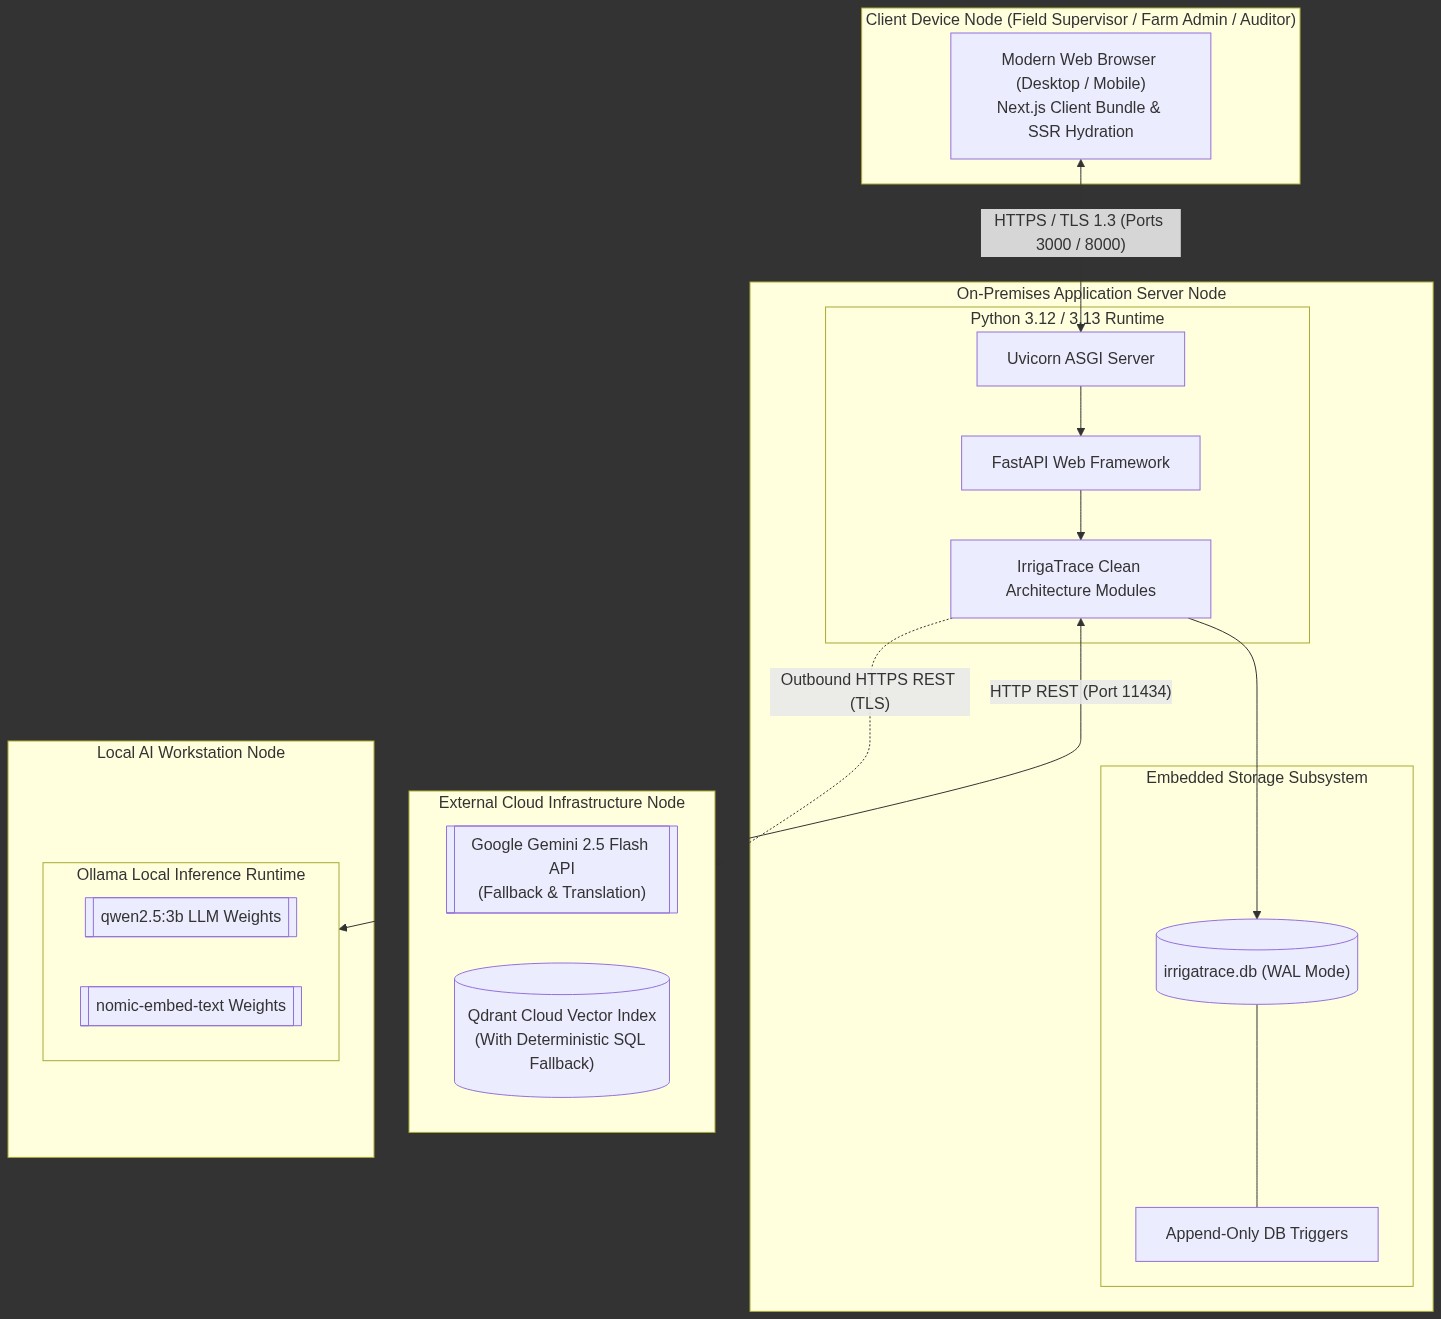 Client Device Node (Field Supervisor / Farm Admin / Auditor)
Modern Web Browser
(Desktop / Mobile)
Next.js Client Bundle &
SSR Hydration
HTTPS / TLS 1.3 (Ports
3000 / 8000)
On-Premises Application Server Node
Python 3.12 / 3.13 Runtime
Uvicorn ASGI Server
FastAPI Web Framework
IrrigaTrace Clean
Architecture Modules
Outbound HTTPS REST
(TLS)
HTTP REST (Port 11434)
Embedded Storage Subsystem
irrigatrace.db (WAL Mode)
Append-Only DB Triggers
Local AI Workstation Node
Ollama Local Inference Runtime
qwen2.5:3b LLM Weights
nomic-embed-text Weights
External Cloud Infrastructure Node
Google Gemini 2.5 Flash
API
(Fallback & Translation)
Qdrant Cloud Vector Index
(With Deterministic SQL
Fallback)